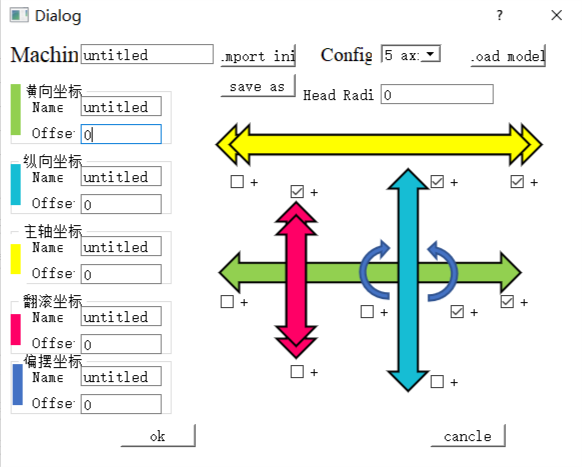 Dialog
Machin untitled .mport ini Config 5 ax: .oad model
save as Head Radi 0
黄向坐标
Name untitled
Offse 0
纵向坐标
Name untitled
Offse 0
主轴坐标
Name untitled
Offse 0
翻滚坐标
Name untitled
Offse 0
偏摆坐标
Name untitled
Offse 0
+ + + +
+ + + +
+ +
ok cancle